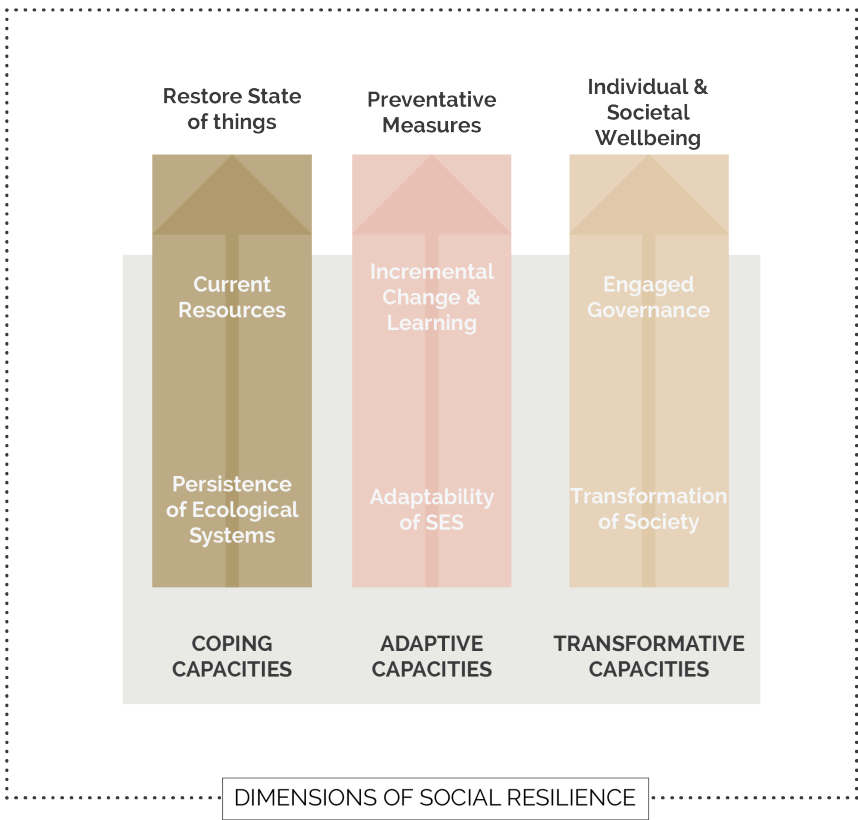 Restore State
of things
Preventative
Measures
Individual &
Societal
Wellbeing
Current
Resources
Incremental
Change &
Learning
Engaged
Governance
Persistence
of Ecological
Systems
Adaptability
of SES
Transformation
of Society
COPING
CAPACITIES
ADAPTIVE
CAPACITIES
TRANSFORMATIVE
CAPACITIES
DIMENSIONS OF SOCIAL RESILIENCE